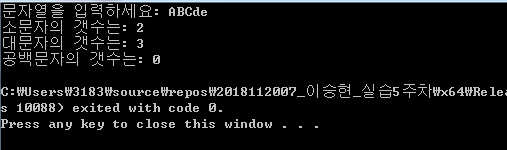 문자열을 입력하세요: ABCde
소문자의 갯수는: 2
대문자의 갯수는: 3
공백문자의 갯수는: 0
C:₩Users₩3183₩source₩repos₩2018112007_이승현_실습5주차₩x64₩Relea
s 10088) exited with code 0.
Press any key to close this window . . .